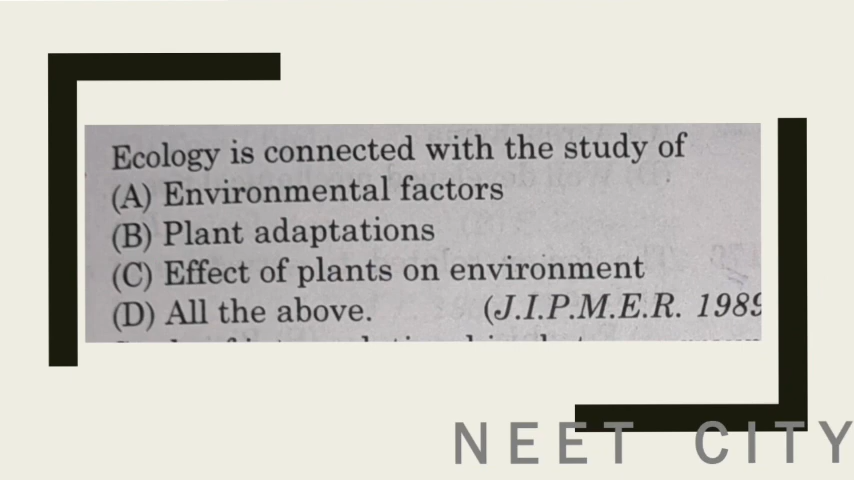 Ecology is connected with the study of
(A) Environmental factors
(B) Plant adaptations
(C) Effect of plants on environment
(D) All the above. (J.I.P.M.E.R. 1989
NEET CITY